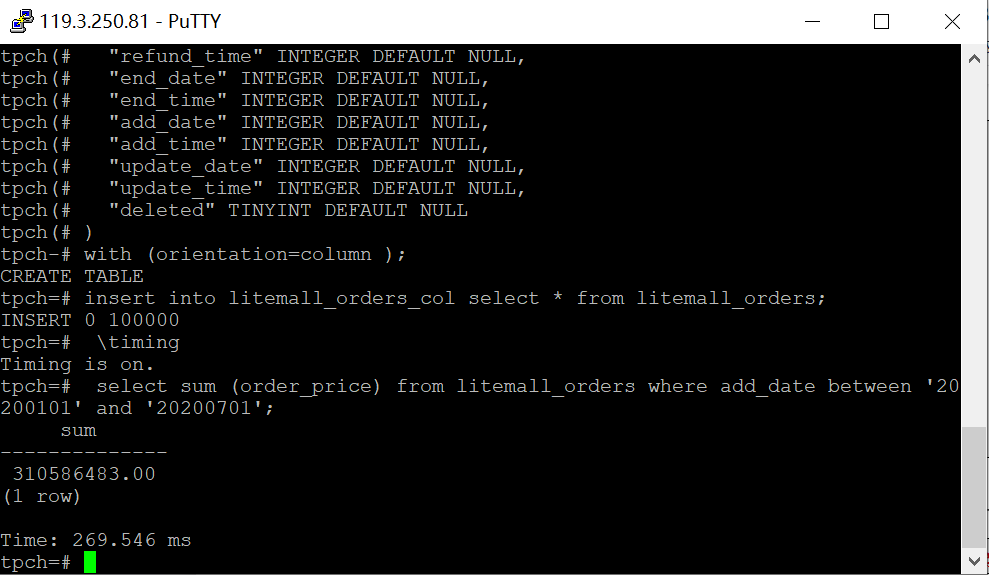 119.3.250.81 - PuTTY
tpch(#   "refund_time" INTEGER DEFAULT NULL,
tpch(#   "end_date" INTEGER DEFAULT NULL,
tpch(#   "end_time" INTEGER DEFAULT NULL,
tpch(#   "add_date" INTEGER DEFAULT NULL,
tpch(#   "add_time" INTEGER DEFAULT NULL,
tpch(#   "update_date" INTEGER DEFAULT NULL,
tpch(#   "update_time" INTEGER DEFAULT NULL,
tpch(#   "deleted" TINYINT DEFAULT NULL
tpch(# )
tpch-# with (orientation=column );
CREATE TABLE
tpch=# insert into litemall_orders_col select * from litemall_orders;
INSERT 0 100000
tpch=#  \timing
Timing is on.
tpch=#  select sum (order_price) from litemall_orders where add_date between '20
200101' and '20200701';
     sum
--------------
 310586483.00
(1 row)

Time: 269.546 ms
tpch=#